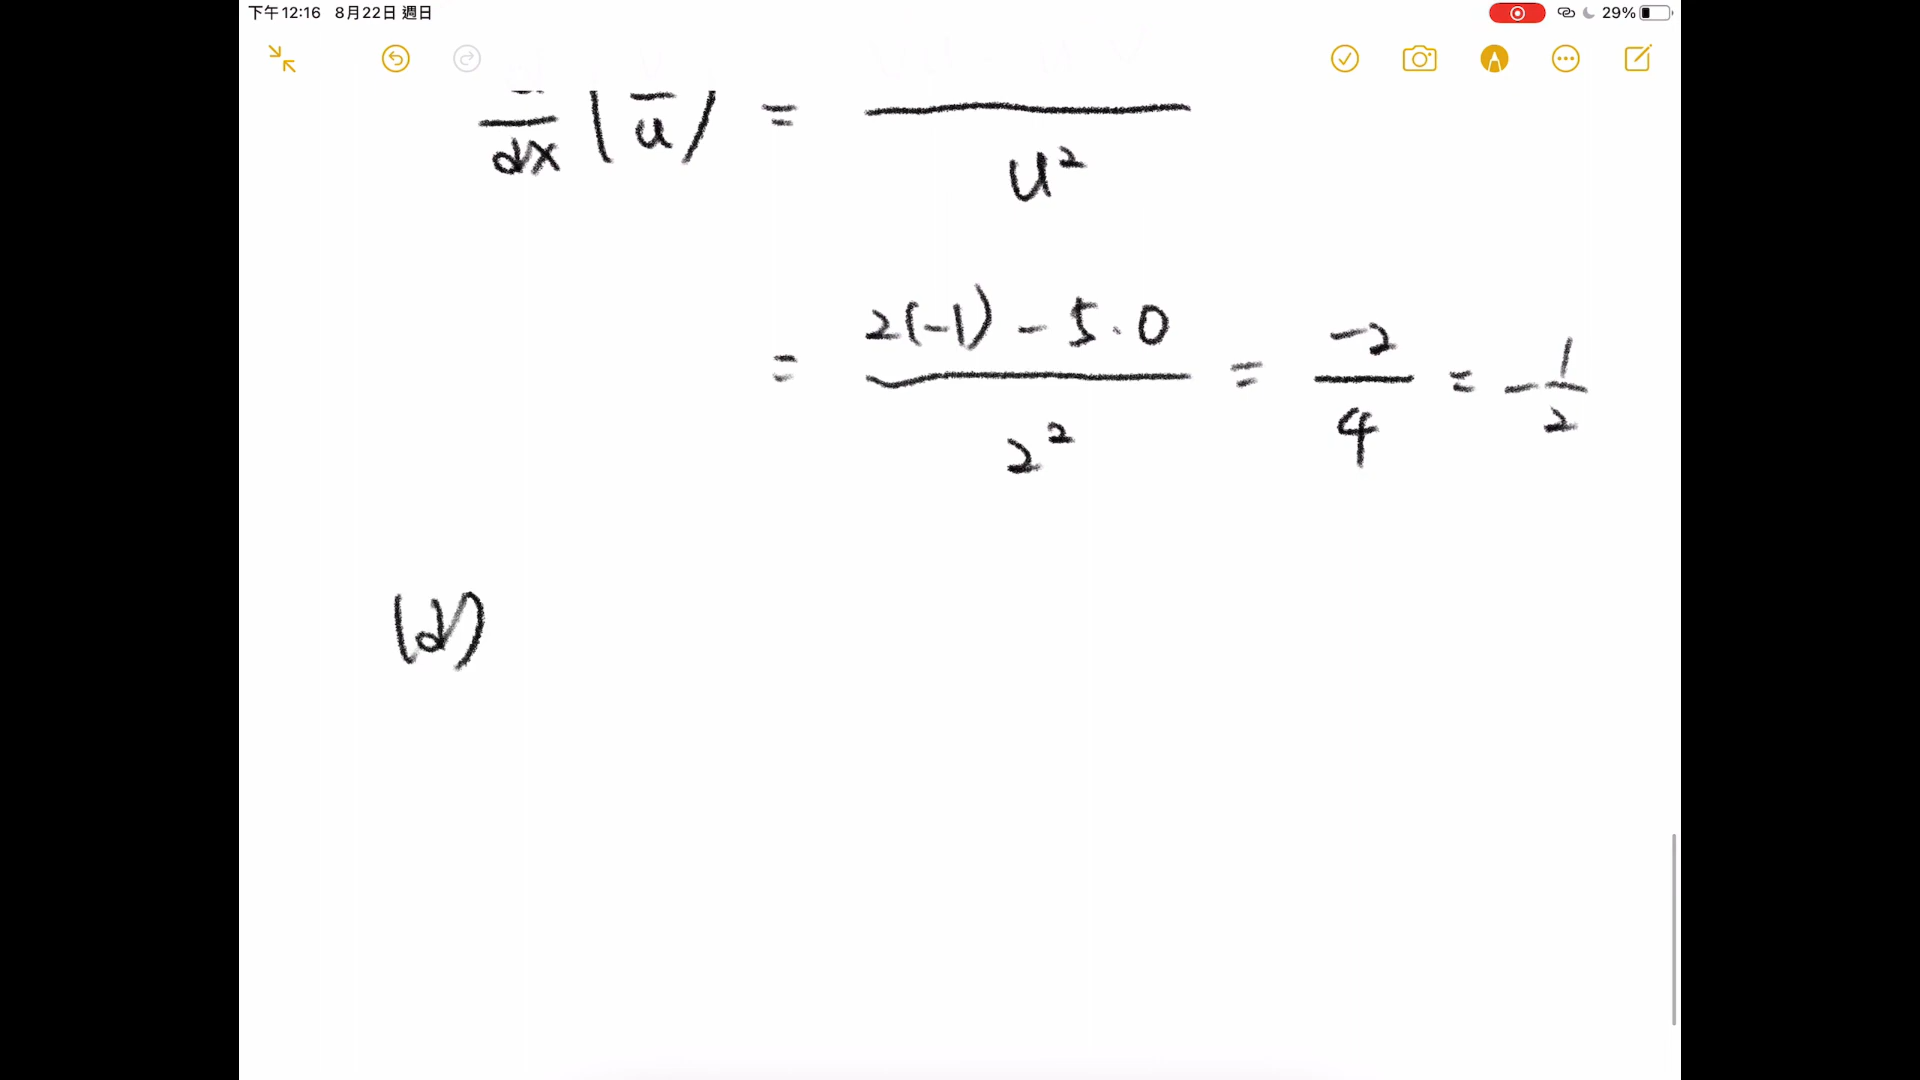 下午12:16 8月22日 週日 29%
dx ( u ) = u²
= 2(-1) - 5·0 / 2² = -2 / 4 = - 1 / 2
(d)